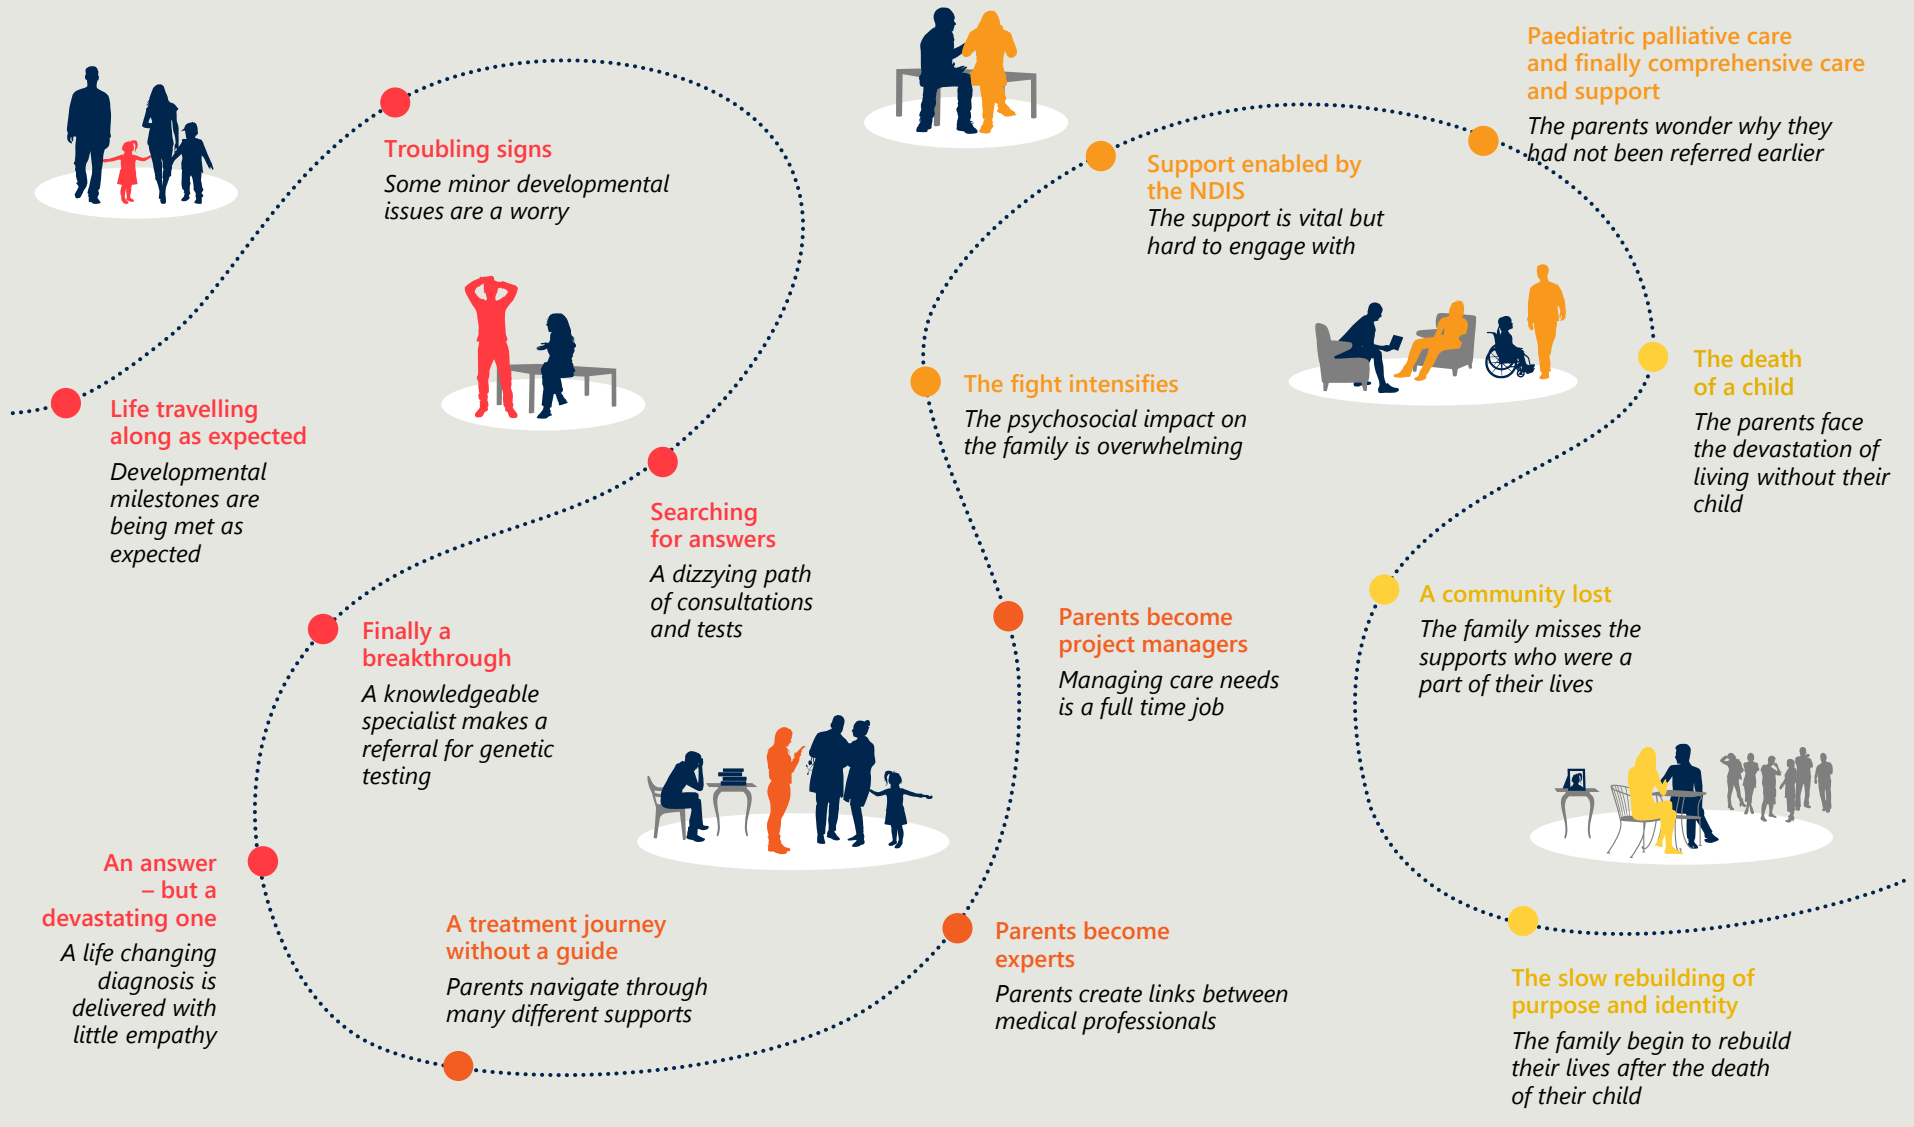 Life travelling
along as expected
Developmental
milestones are
being met as
expected
Troubling signs
Some minor developmental
issues are a worry
Searching
for answers
A dizzying path
of consultations
and tests
Finally a
breakthrough
A knowledgeable
specialist makes a
referral for genetic
testing
An answer
– but a
devastating one
A life changing
diagnosis is
delivered with
little empathy
A treatment journey
without a guide
Parents navigate through
many different supports
Parents become
experts
Parents create links between
medical professionals
Parents become
project managers
Managing care needs
is a full time job
The fight intensifies
The psychosocial impact on
the family is overwhelming
Support enabled by
the NDIS
The support is vital but
hard to engage with
Paediatric palliative care
and finally comprehensive care
and support
The parents wonder why they
had not been referred earlier
The death
of a child
The parents face
the devastation of
living without their
child
A community lost
The family misses the
supports who were a
part of their lives
The slow rebuilding of
purpose and identity
The family begin to rebuild
their lives after the death
of their child